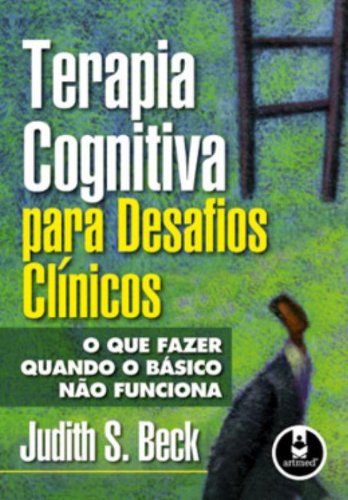 Terapia
Cognitiva
para Desafios
Clínicos
O QUE FAZER
QUANDO O BÁSICO
NÃO FUNCIONA
Judith S. Beck
artmed®